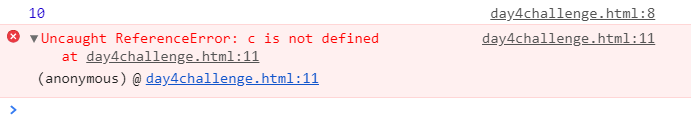 10 day4challenge.html:8
Uncaught ReferenceError: c is not defined day4challenge.html:11
at day4challenge.html:11
(anonymous) @ day4challenge.html:11